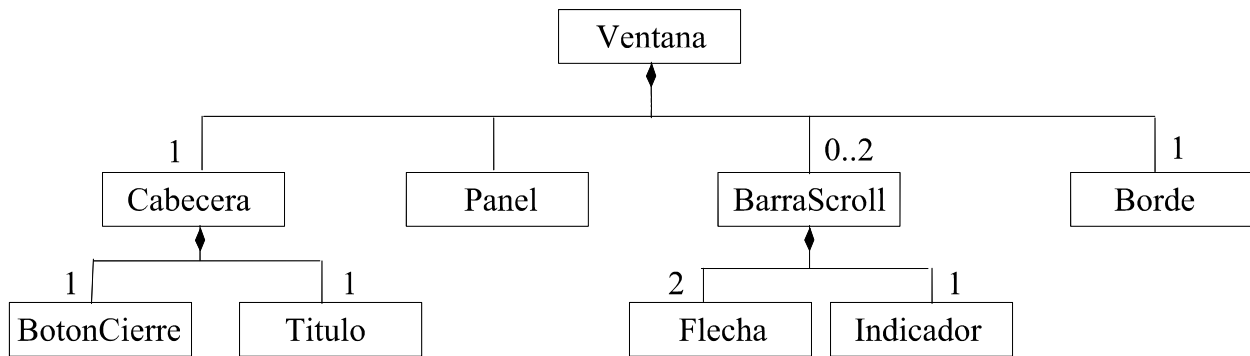 Ventana
1
0..2
1
Cabecera
Panel
BarraScroll
Borde
1
1
2
1
BotonCierre
Titulo
Flecha
Indicador